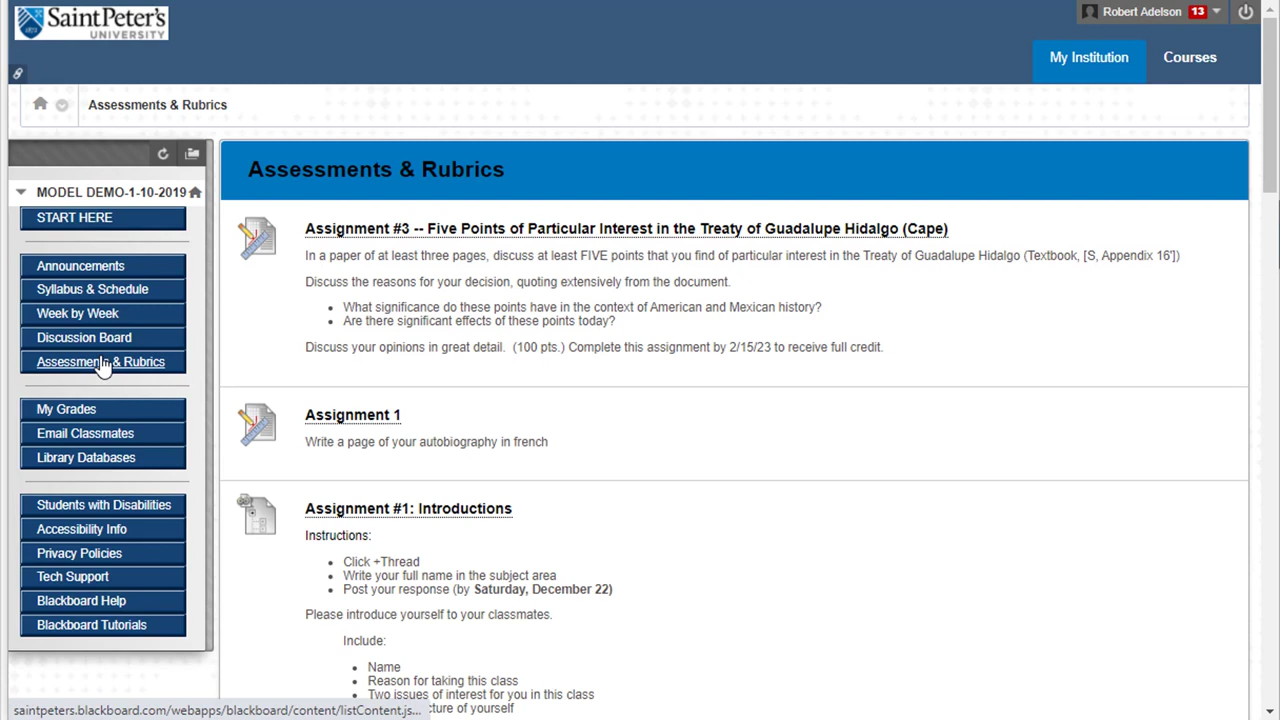 Saint Peter's
UNIVERSITY
Robert Adelson 13
My Institution Courses
Assessments & Rubrics
MODEL DEMO-1-10-2019
START HERE
Announcements
Syllabus & Schedule
Week by Week
Discussion Board
Assessments & Rubrics
My Grades
Email Classmates
Library Databases
Students with Disabilities
Accessibility Info
Privacy Policies
Tech Support
Blackboard Help
Blackboard Tutorials
Assessments & Rubrics
Assignment #3 -- Five Points of Particular Interest in the Treaty of Guadalupe Hidalgo (Cape)
In a paper of at least three pages, discuss at least FIVE points that you find of particular interest in the Treaty of Guadalupe Hidalgo (Textbook, [S, Appendix 16'])
Discuss the reasons for your decision, quoting extensively from the document.
What significance do these points have in the context of American and Mexican history?
Are there significant effects of these points today?
Discuss your opinions in great detail. (100 pts.) Complete this assignment by 2/15/23 to receive full credit.
Assignment 1
Write a page of your autobiography in french
Assignment #1: Introductions
Instructions:
Click +Thread
Write your full name in the subject area
Post your response (by Saturday, December 22)
Please introduce yourself to your classmates.
Include:
Name
Reason for taking this class
Two issues of interest for you in this class
cture of yourself
saintpeters.blackboard.com/webapps/blackboard/content/listContent.js...